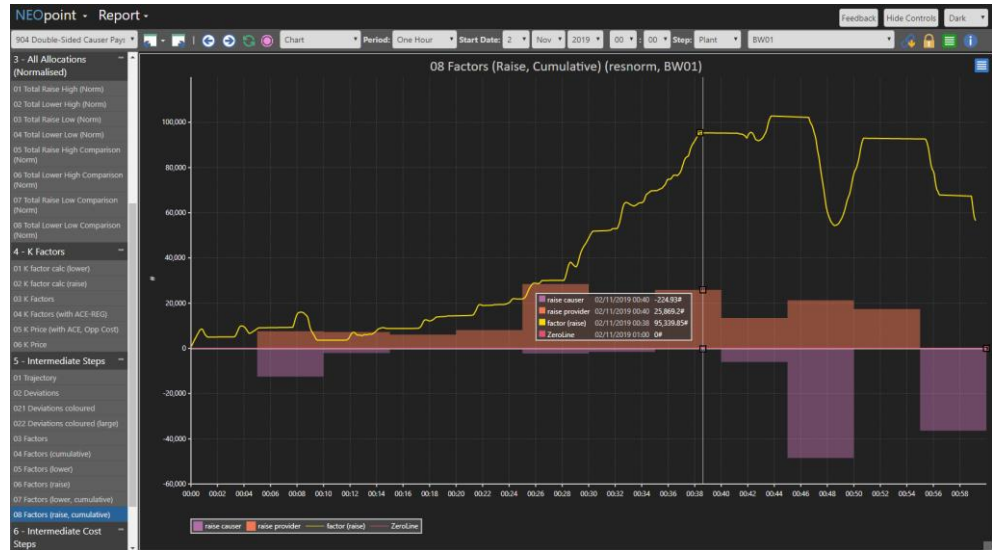 NEOpoint - Report -
Feedback Hide Controls Dark
904 Double-Sided Causer Pays Chart Period: One Hour Start Date: 2 Nov 2019 00 : 00 Step: Plant BW01
3 - All Allocations
(Normalised)
01 Total Raise High (Norm)
02 Total Lower High (Norm)
03 Total Raise Low (Norm)
04 Total Lower Low (Norm)
05 Total Raise High Comparison
(Norm)
06 Total Lower High Comparison
(Norm)
07 Total Raise Low Comparison
(Norm)
08 Total Lower Low Comparison
(Norm)
4 - K Factors
01 K factor calc (lower)
02 K factor calc (raise)
03 K Factors
04 K Factors (with ACE-REG)
05 K Price (with ACE, Opp Cost)
06 K Price
5 - Intermediate Steps
01 Trajectory
02 Deviations
021 Deviations coloured
022 Deviations coloured (large)
03 Factors
04 Factors (cumulative)
05 Factors (lower)
06 Factors (raise)
07 Factors (lower, cumulative)
08 Factors (raise, cumulative)
6 - Intermediate Cost
Steps
08 Factors (Raise, Cumulative) (resnorm, BW01)
100,000
80,000
60,000
40,000
20,000
0
-20,000
-40,000
-60,000
#
raise causer 02/11/2019 00:40 -224.93#
raise provider 02/11/2019 00:40 25,869.2#
factor (raise) 02/11/2019 00:38 95,339.85#
ZeroLine 02/11/2019 01:00 0#
00:00 00:02 00:04 00:06 00:08 00:10 00:12 00:14 00:16 00:18 00:20 00:22 00:24 00:26 00:28 00:30 00:32 00:34 00:36 00:38 00:40 00:42 00:44 00:46 00:48 00:50 00:52 00:54 00:56 00:58
raise causer raise provider factor (raise) ZeroLine